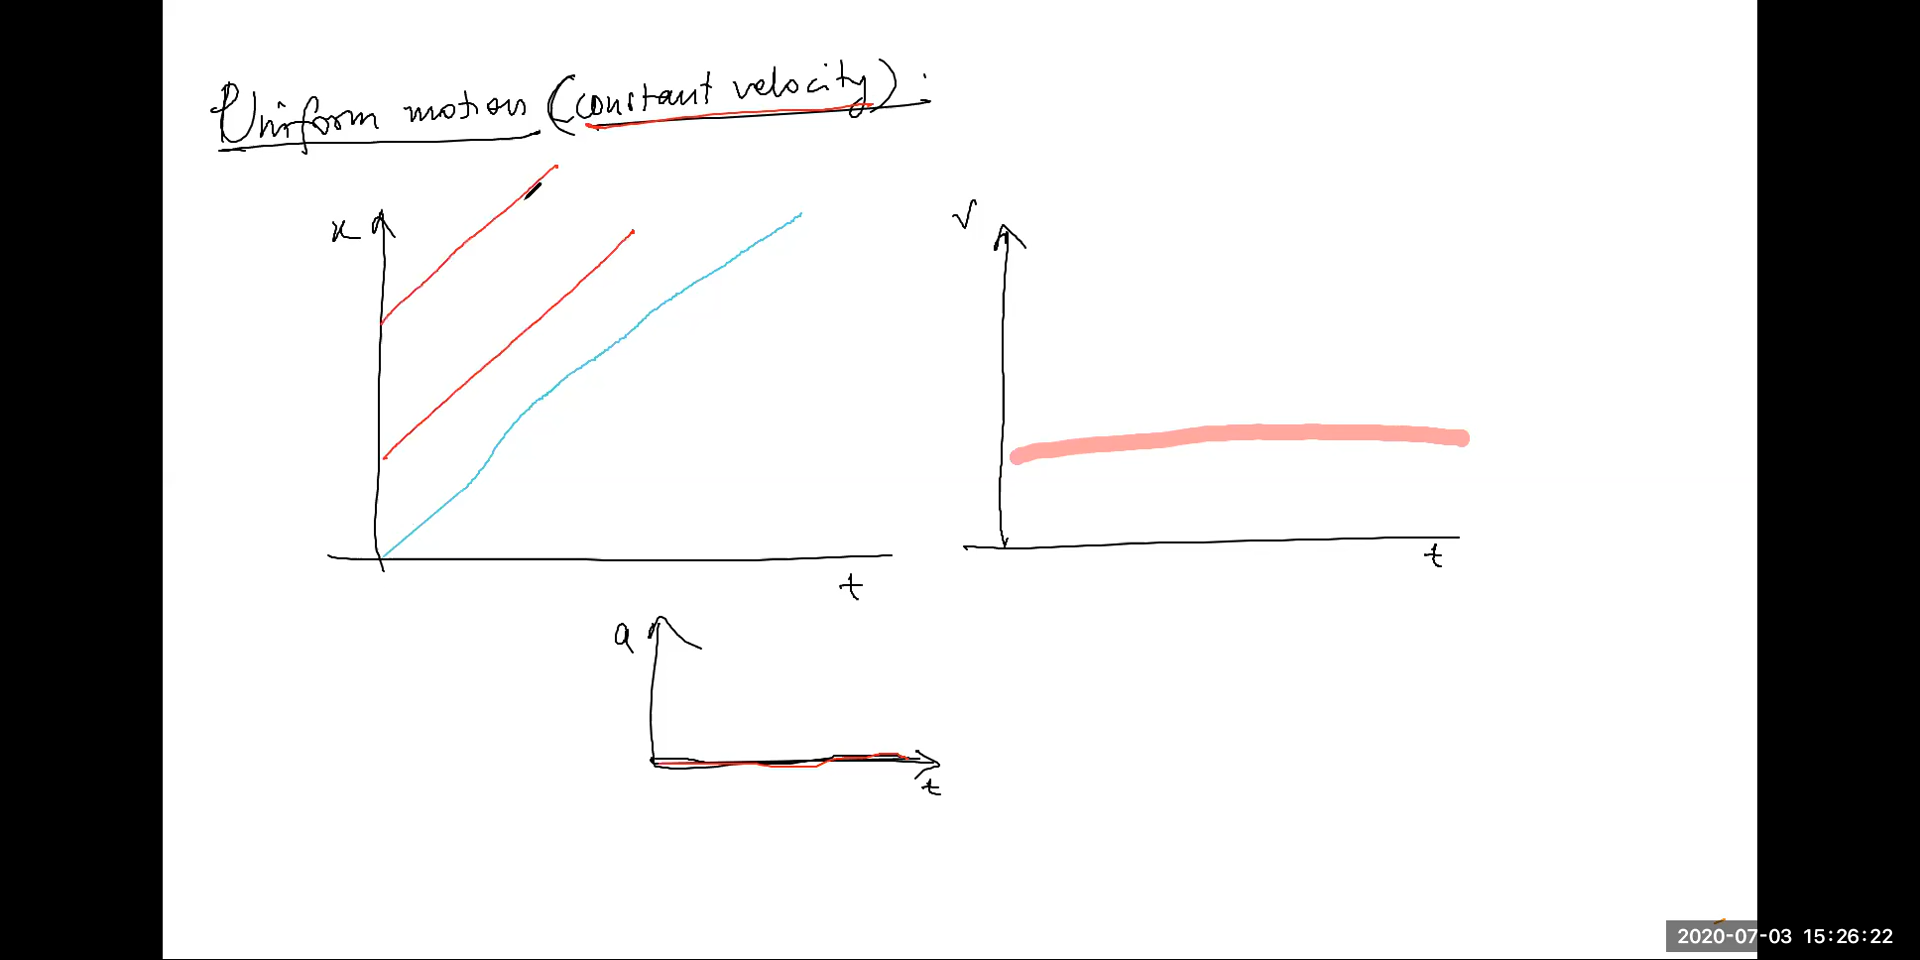 Uniform motion (constant velocity) :
x
v
t
t
a
t
2020-07-03 15:26:22